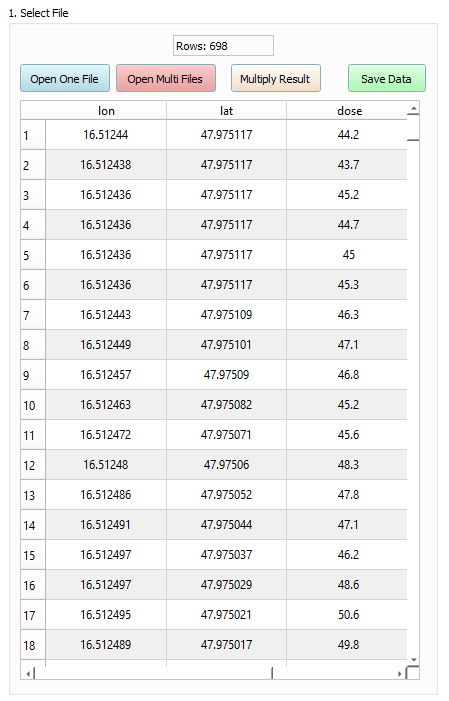 1. Select File
Rows: 698
Open One File Open Multi Files Multiply Result Save Data
lon lat dose
1 16.51244 47.975117 44.2
2 16.512438 47.975117 43.7
3 16.512436 47.975117 45.2
4 16.512436 47.975117 44.7
5 16.512436 47.975117 45
6 16.512436 47.975117 45.3
7 16.512443 47.975109 46.3
8 16.512449 47.975101 47.1
9 16.512457 47.97509 46.8
10 16.512463 47.975082 45.2
11 16.512472 47.975071 45.6
12 16.51248 47.97506 48.3
13 16.512486 47.975052 47.8
14 16.512491 47.975044 47.1
15 16.512497 47.975037 46.2
16 16.512497 47.975029 48.6
17 16.512495 47.975021 50.6
18 16.512489 47.975017 49.8